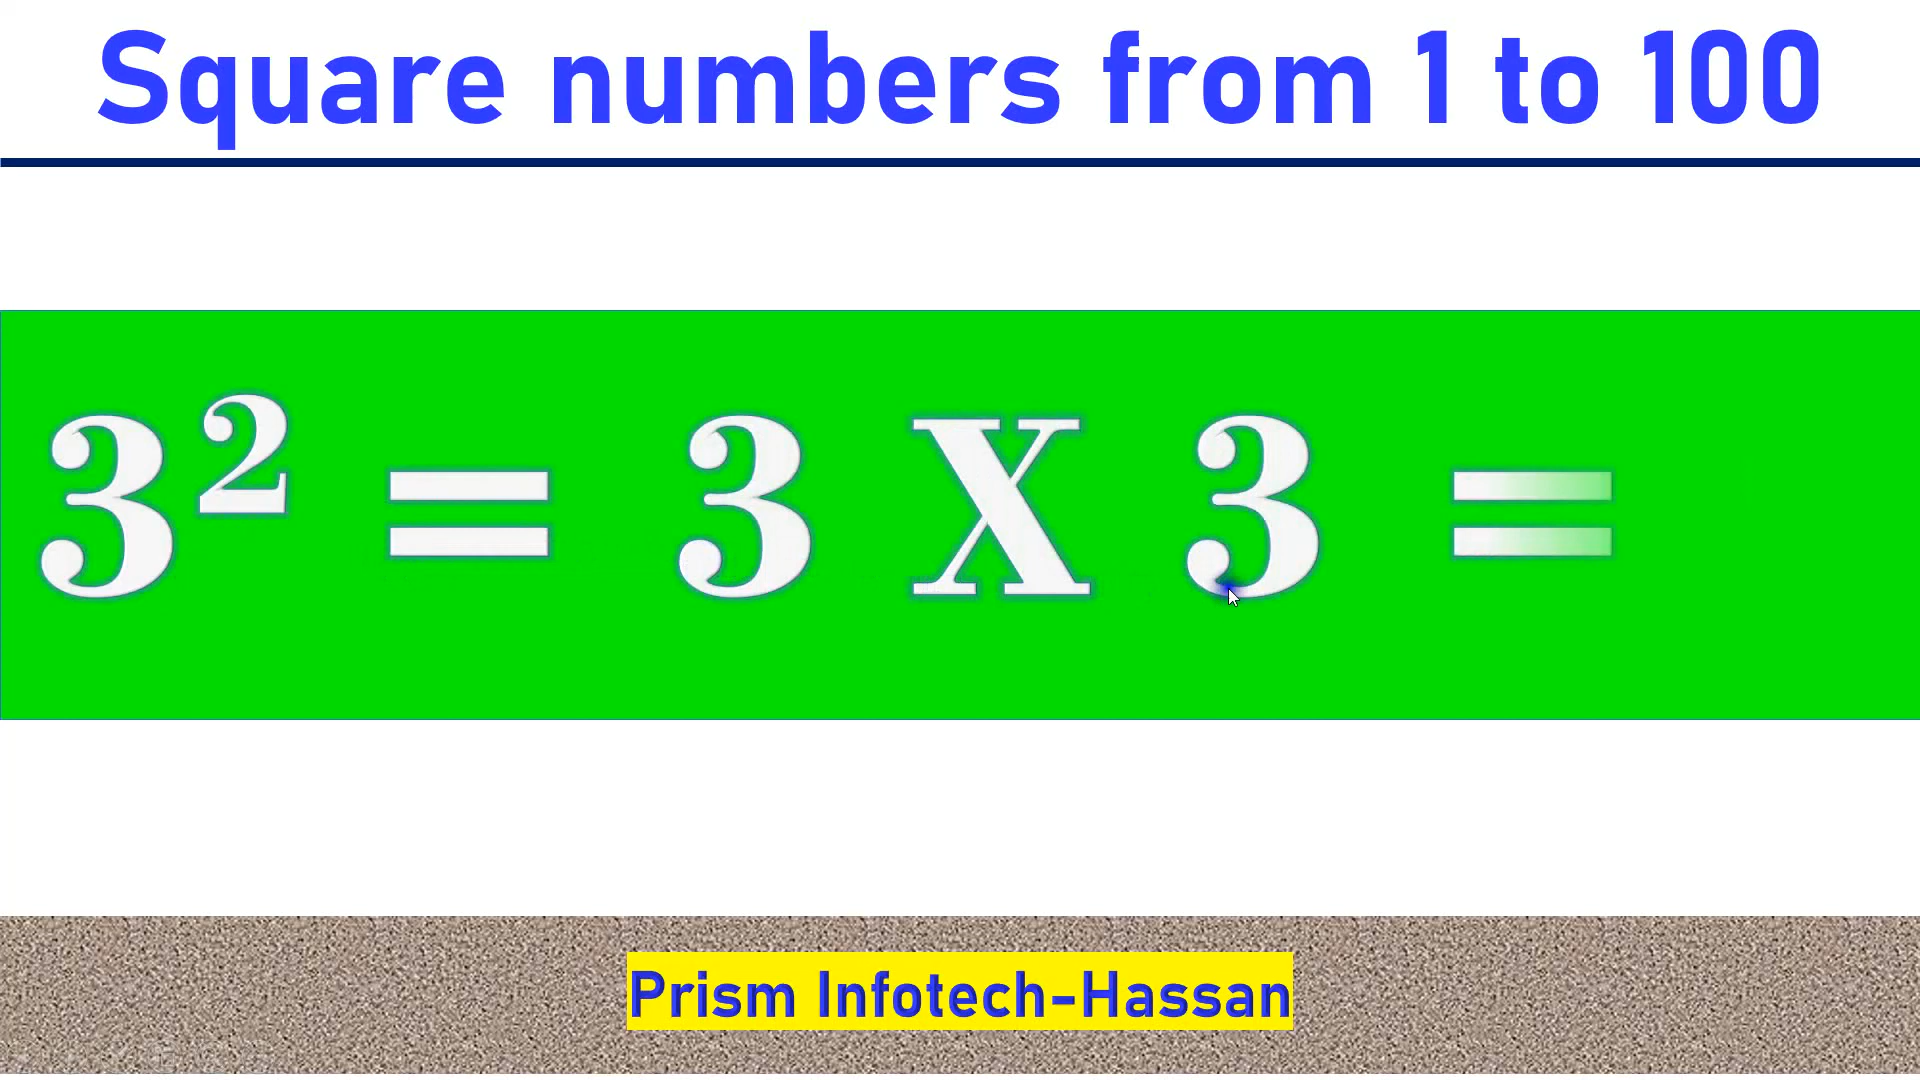 Square numbers from 1 to 100
3² = 3 X 3 =
Prism Infotech-Hassan